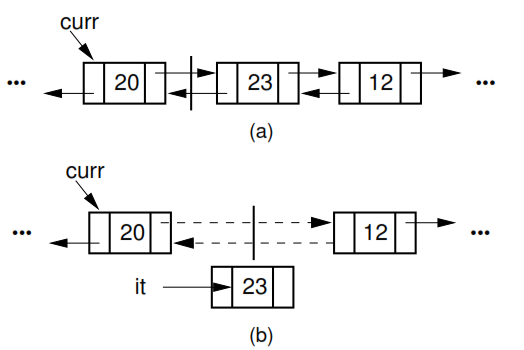 curr
... 20 23 12 ...
(a)
curr
... 20 12 ...
it 23
(b)